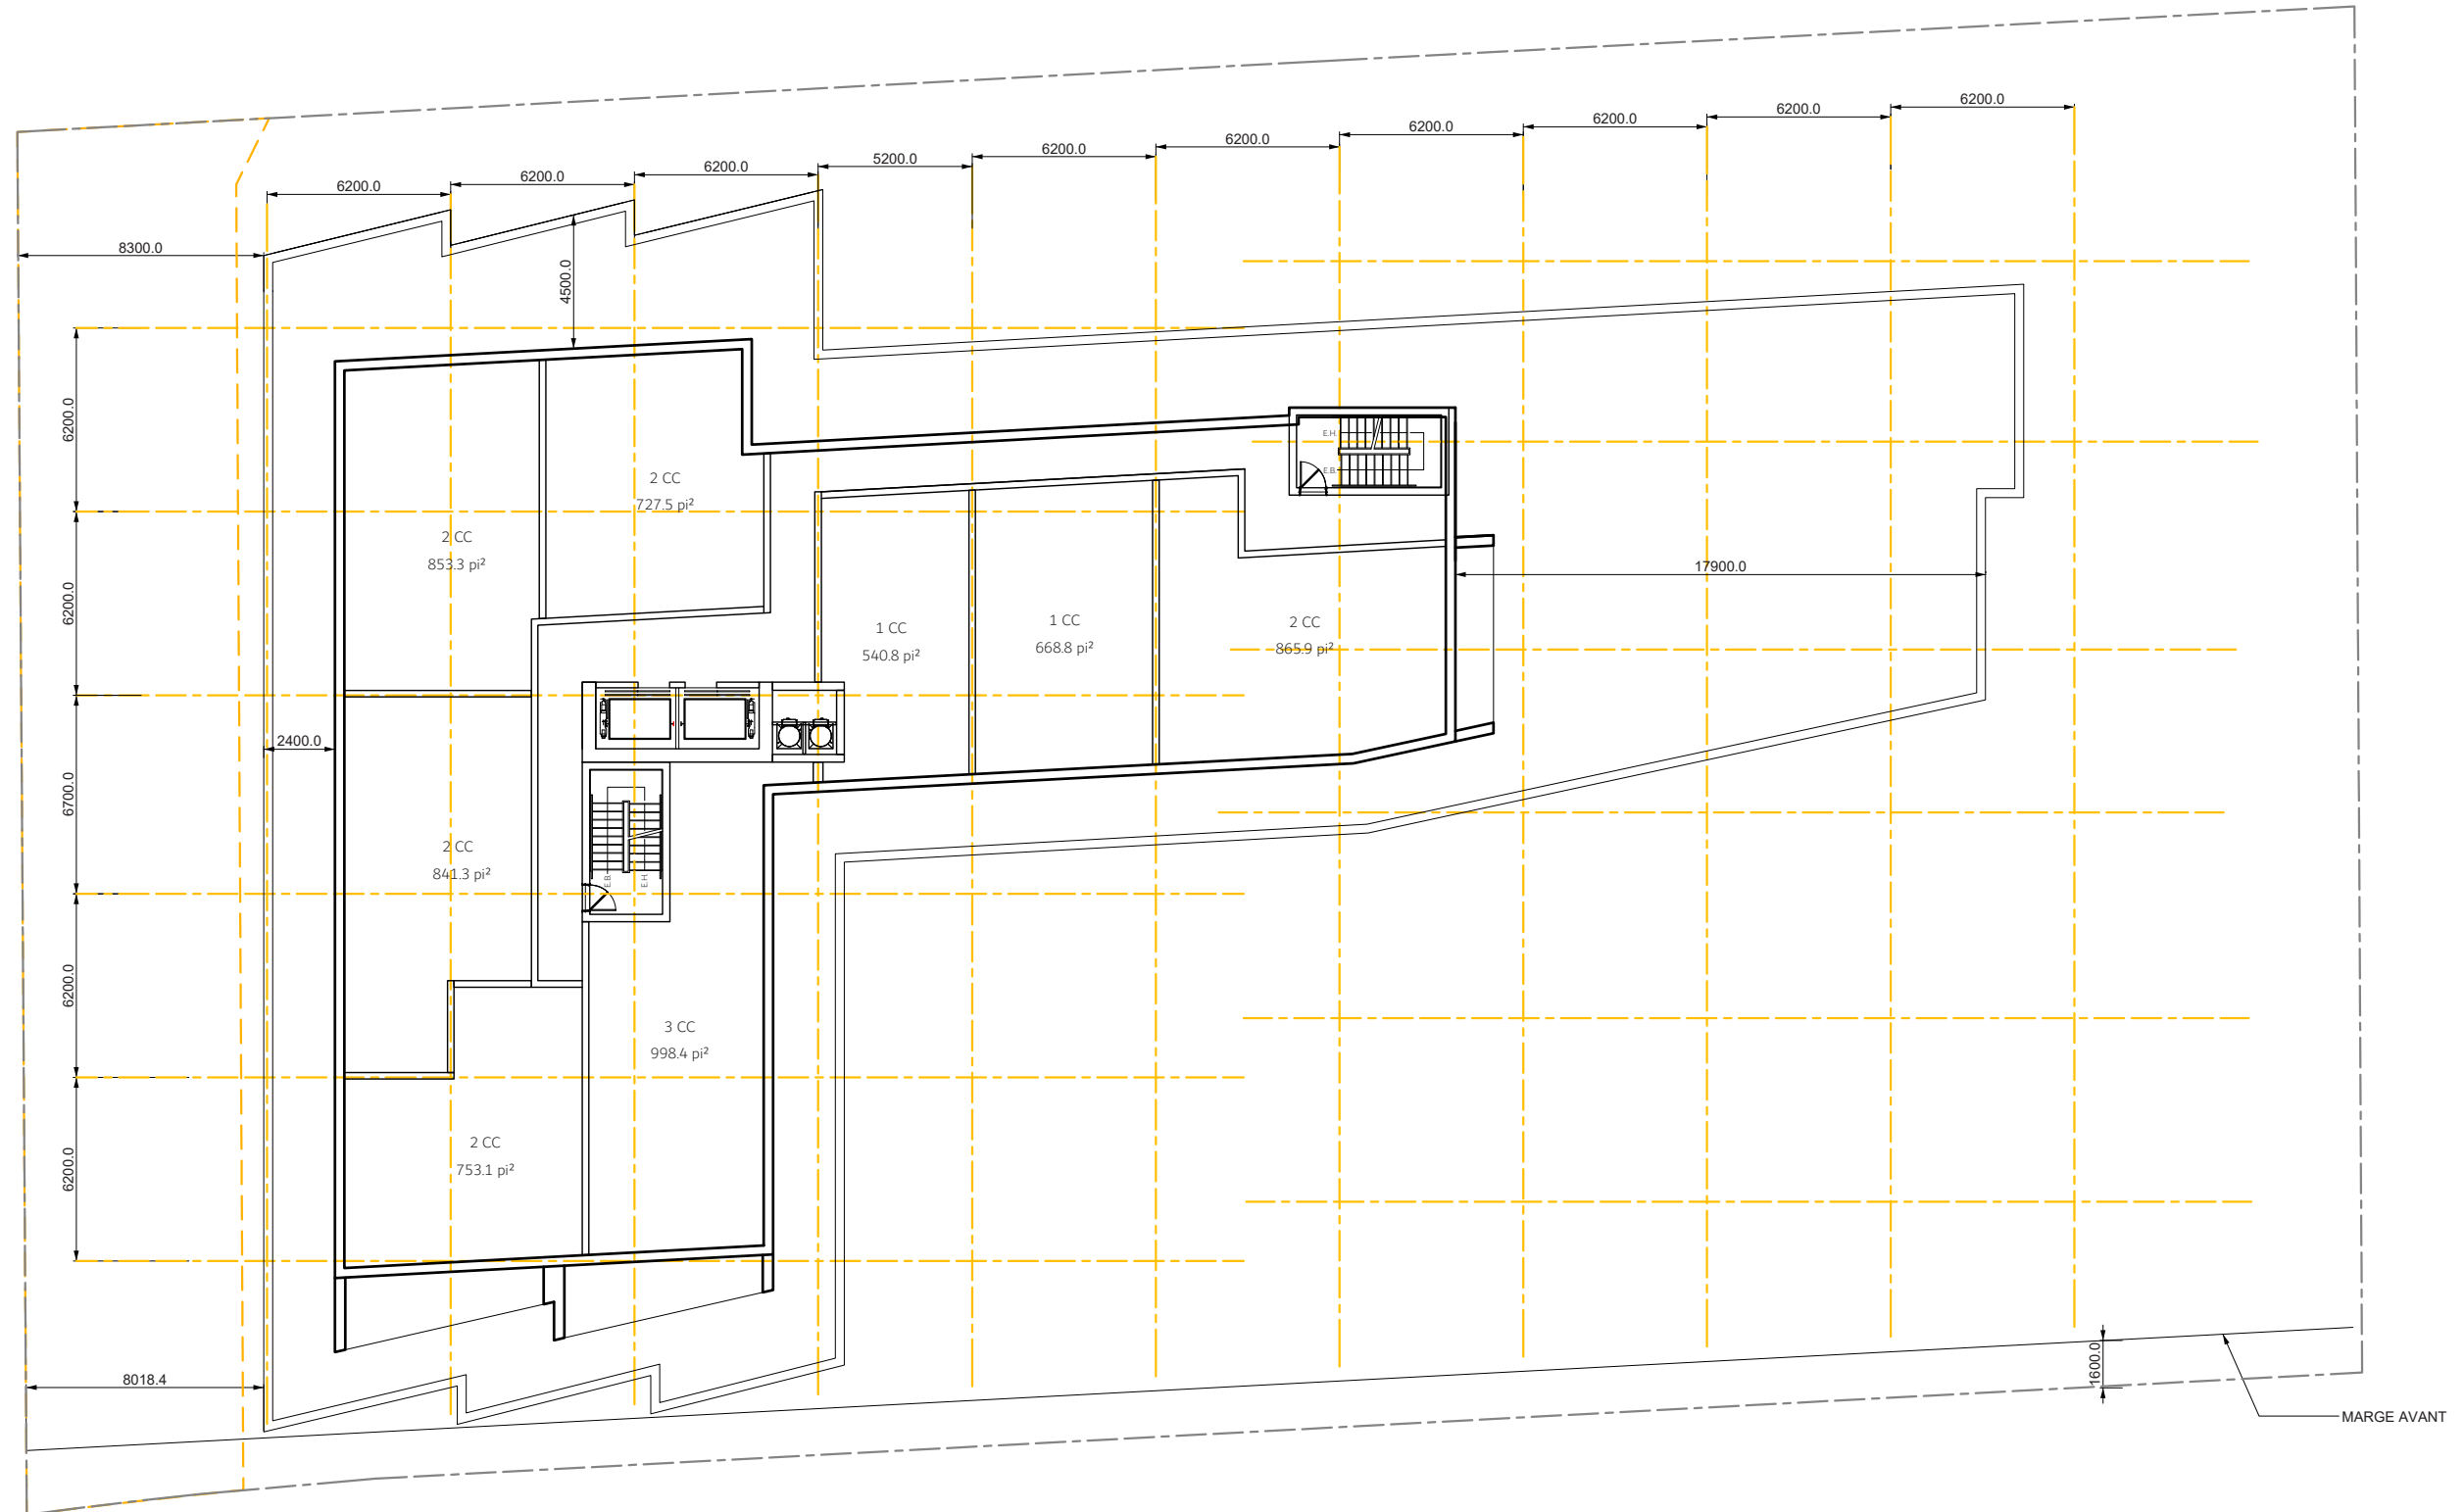 6200.0
6200.0
6200.0
6200.0
6200.0
5200.0
6200.0
6200.0
6200.0
6200.0
8300.0
4500.0
6200.0
E.H.
E.B.
2 CC
727.5 pi²
2 CC
853.3 pi²
17900.0
6200.0
1 CC
540.8 pi²
1 CC
668.8 pi²
2 CC
865.9 pi²
2400.0
6700.0
2 CC
841.3 pi²
E.B.
E.H.
6200.0
3 CC
998.4 pi²
2 CC
753.1 pi²
6200.0
1600.0
8018.4
MARGE AVANT